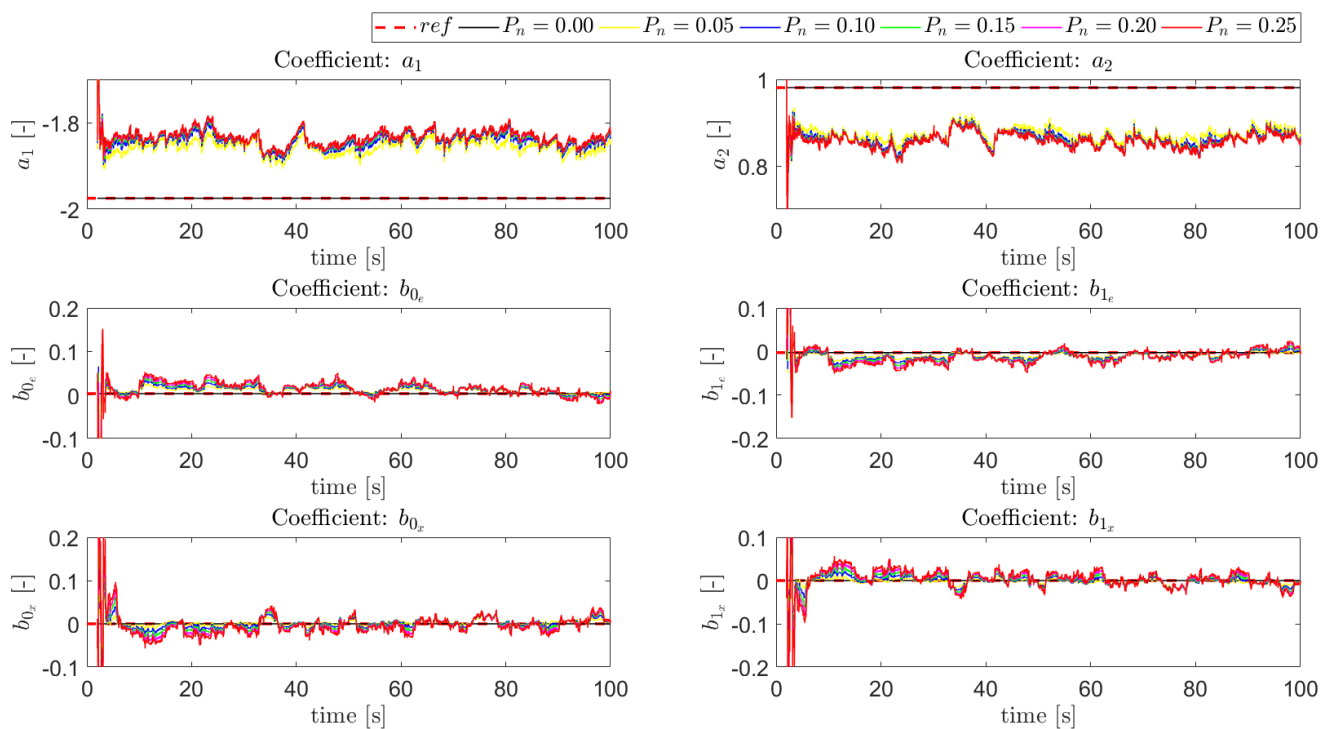 ref P_n = 0.00 P_n = 0.05 P_n = 0.10 P_n = 0.15 P_n = 0.20 P_n = 0.25
Coefficient: a_1
-1.8
-2
a_1 [-]
0 20 40 60 80 100
time [s]
Coefficient: a_2
1
0.8
a_2 [-]
0 20 40 60 80 100
time [s]
Coefficient: b_{0_e}
0.2
0.1
0
-0.1
b_{0_e} [-]
0 20 40 60 80 100
time [s]
Coefficient: b_{1_e}
0.1
0
-0.1
-0.2
b_{1_e} [-]
0 20 40 60 80 100
time [s]
Coefficient: b_{0_x}
0.2
0.1
0
-0.1
b_{0_x} [-]
0 20 40 60 80 100
time [s]
Coefficient: b_{1_x}
0.1
0
-0.1
-0.2
b_{1_x} [-]
0 20 40 60 80 100
time [s]